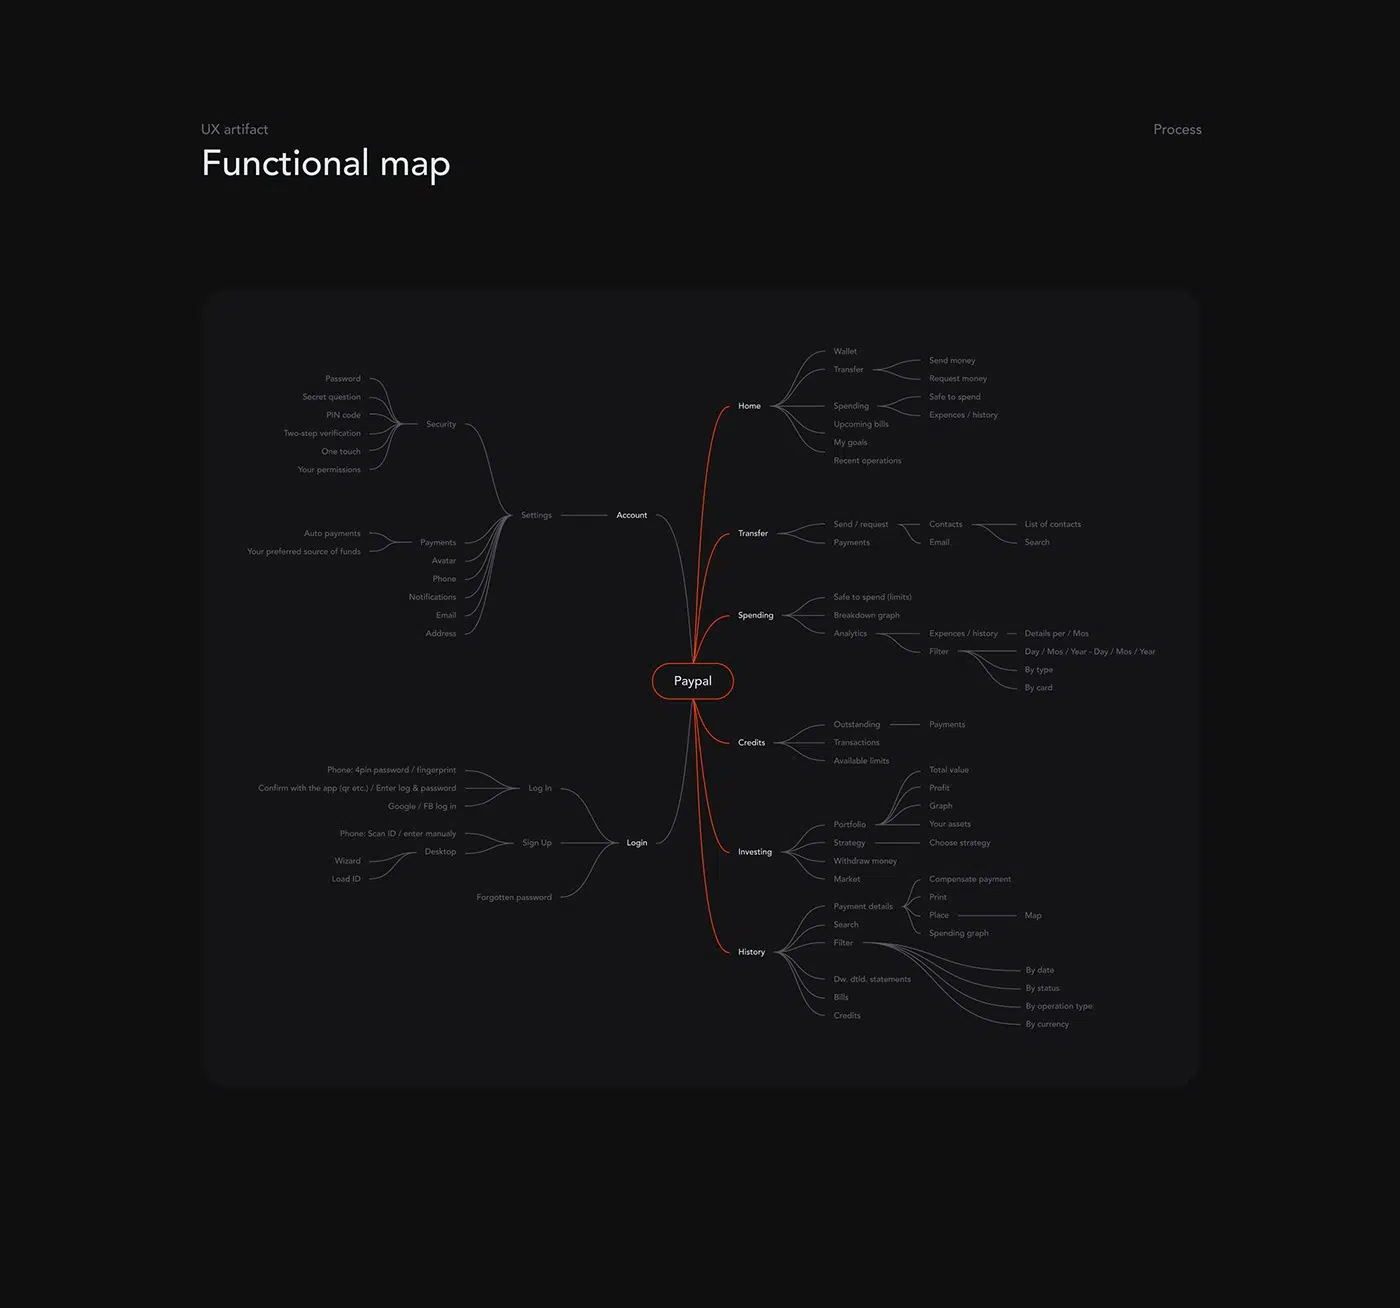 UX artifact
Process
Functional map
Password
Secret question
PIN code
Two-step verification
One touch
Your permissions
Security
Auto payments
Your preferred source of funds
Payments
Avatar
Phone
Notifications
Email
Address
Settings
Account
Phone: 4pin password / fingerprint
Confirm with the app (qr etc.) / Enter log & password
Google / FB log in
Log In
Phone: Scan ID / enter manualy
Desktop
Wizard
Load ID
Sign Up
Forgotten password
Login
Paypal
Home
Wallet
Transfer
Send money
Request money
Spending
Safe to spend
Expences / history
Upcoming bills
My goals
Recent operations
Transfer
Send / request
Contacts
List of contacts
Search
Email
Payments
Spending
Safe to spend (limits)
Breakdown graph
Analytics
Expences / history
Details per / Mos
Filter
Day / Mos / Year - Day / Mos / Year
By type
By card
Credits
Outstanding
Payments
Transactions
Available limits
Investing
Portfolio
Total value
Profit
Graph
Your assets
Strategy
Choose strategy
Withdraw money
Market
History
Payment details
Compensate payment
Print
Place
Map
Spending graph
Search
Filter
By date
By status
By operation type
By currency
Dw. dtld. statements
Bills
Credits